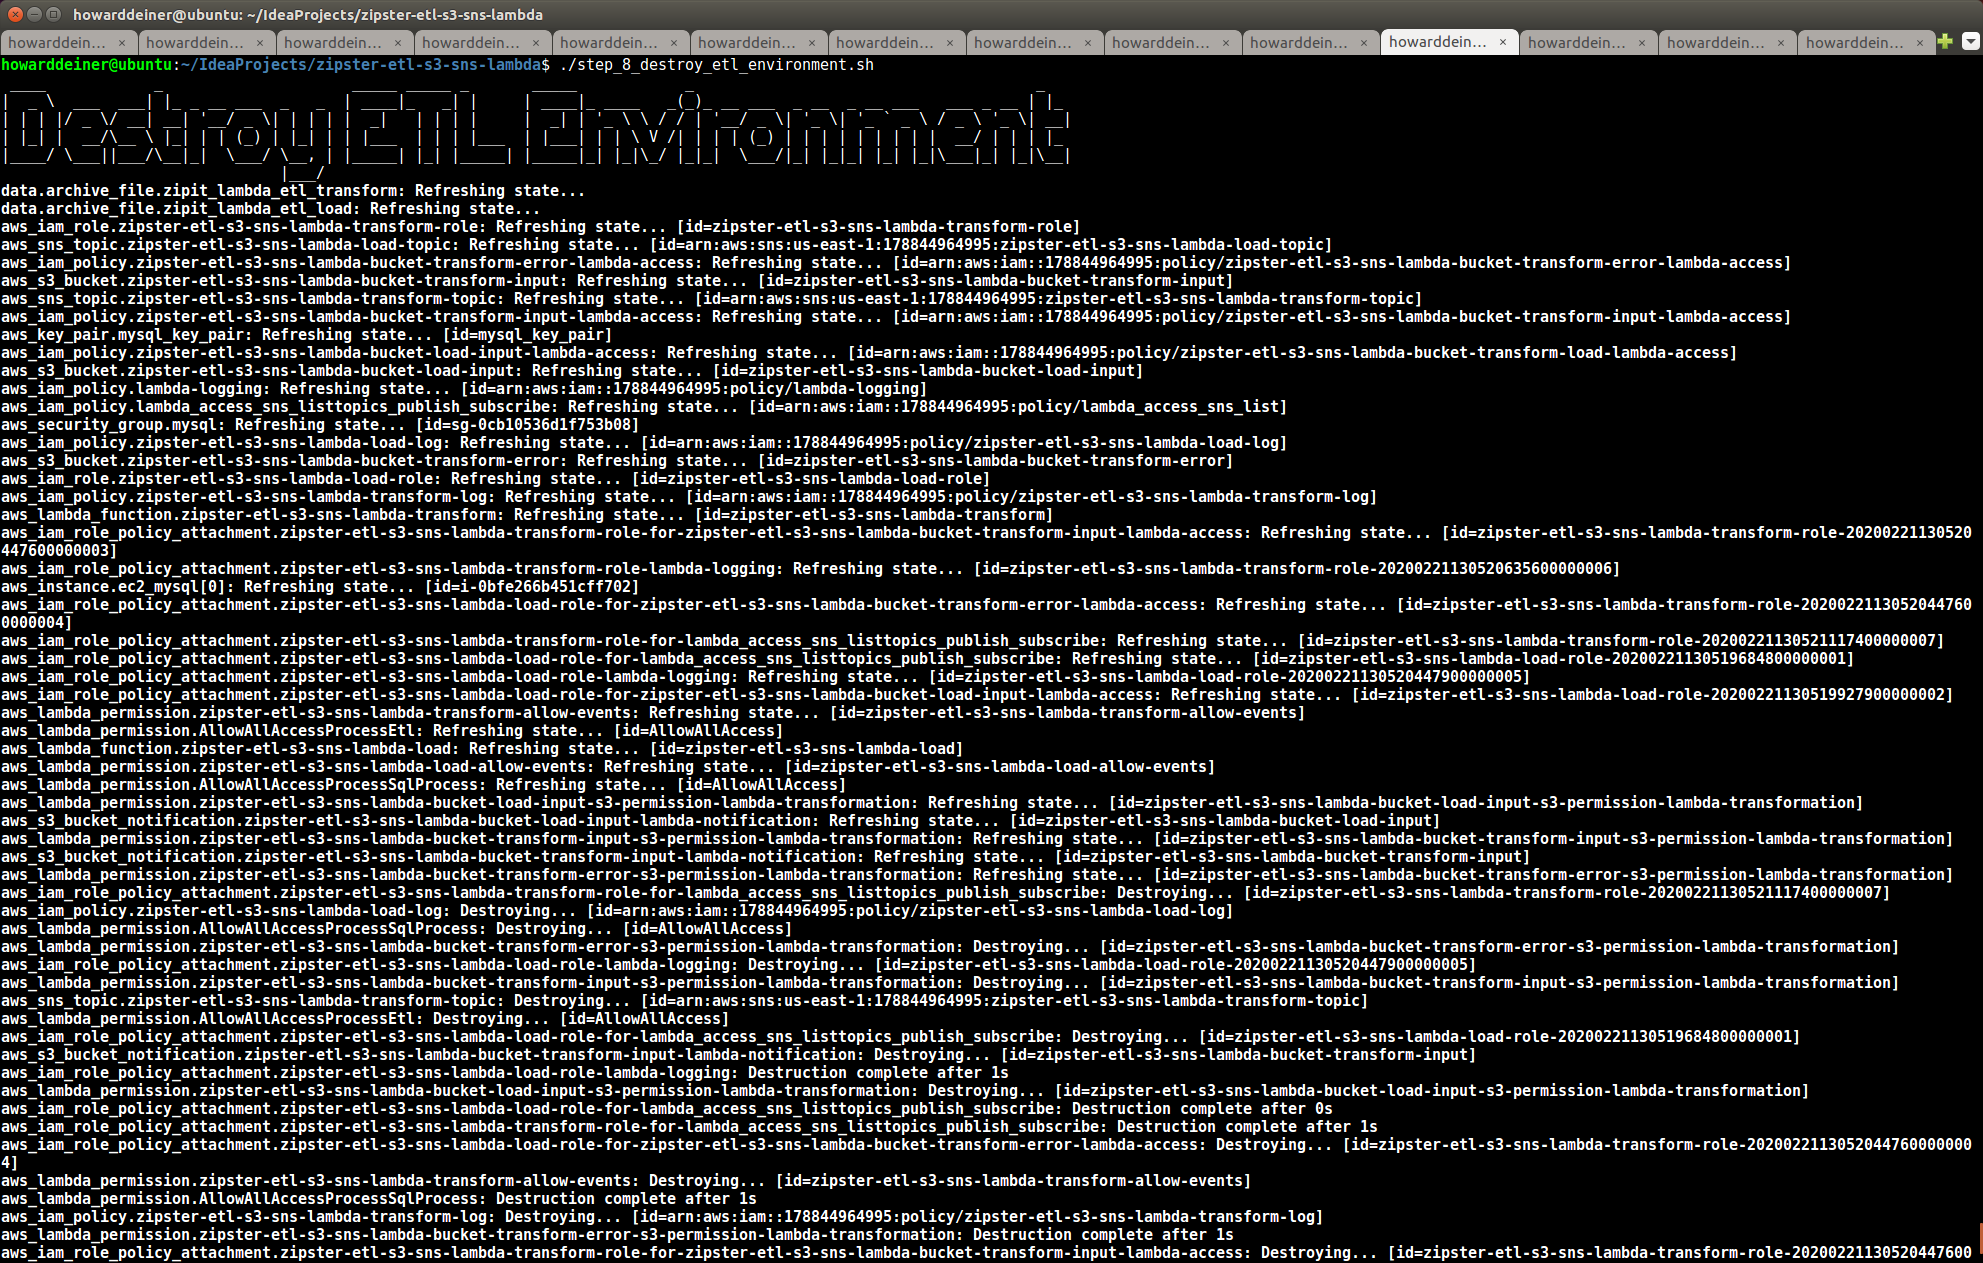 howarddeiner@ubuntu: ~/IdeaProjects/zipster-etl-s3-sns-lambda
howarddein... × howarddein... × howarddein... × howarddein... × howarddein... × howarddein... × howarddein... × howarddein... × howarddein... × howarddein... × howarddein... × howarddein... × howarddein... × howarddein... ×
howarddeiner@ubuntu:~/IdeaProjects/zipster-etl-s3-sns-lambda$ ./step_8_destroy_etl_environment.sh
Destroy ETL Environment
data.archive_file.zipit_lambda_etl_transform: Refreshing state...
data.archive_file.zipit_lambda_etl_load: Refreshing state...
aws_iam_role.zipster-etl-s3-sns-lambda-transform-role: Refreshing state... [id=zipster-etl-s3-sns-lambda-transform-role]
aws_sns_topic.zipster-etl-s3-sns-lambda-load-topic: Refreshing state... [id=arn:aws:sns:us-east-1:178844964995:zipster-etl-s3-sns-lambda-load-topic]
aws_iam_policy.zipster-etl-s3-sns-lambda-bucket-transform-error-lambda-access: Refreshing state... [id=arn:aws:iam::178844964995:policy/zipster-etl-s3-sns-lambda-bucket-transform-error-lambda-access]
aws_s3_bucket.zipster-etl-s3-sns-lambda-bucket-transform-input: Refreshing state... [id=zipster-etl-s3-sns-lambda-bucket-transform-input]
aws_sns_topic.zipster-etl-s3-sns-lambda-transform-topic: Refreshing state... [id=arn:aws:sns:us-east-1:178844964995:zipster-etl-s3-sns-lambda-transform-topic]
aws_iam_policy.zipster-etl-s3-sns-lambda-bucket-transform-input-lambda-access: Refreshing state... [id=arn:aws:iam::178844964995:policy/zipster-etl-s3-sns-lambda-bucket-transform-input-lambda-access]
aws_key_pair.mysql_key_pair: Refreshing state... [id=mysql_key_pair]
aws_iam_policy.zipster-etl-s3-sns-lambda-bucket-load-input-lambda-access: Refreshing state... [id=arn:aws:iam::178844964995:policy/zipster-etl-s3-sns-lambda-bucket-transform-load-lambda-access]
aws_s3_bucket.zipster-etl-s3-sns-lambda-bucket-load-input: Refreshing state... [id=zipster-etl-s3-sns-lambda-bucket-load-input]
aws_iam_policy.lambda-logging: Refreshing state... [id=arn:aws:iam::178844964995:policy/lambda-logging]
aws_iam_policy.lambda_access_sns_listtopics_publish_subscribe: Refreshing state... [id=arn:aws:iam::178844964995:policy/lambda_access_sns_list]
aws_security_group.mysql: Refreshing state... [id=sg-0cb10536d1f753b08]
aws_iam_policy.zipster-etl-s3-sns-lambda-load-log: Refreshing state... [id=arn:aws:iam::178844964995:policy/zipster-etl-s3-sns-lambda-load-log]
aws_s3_bucket.zipster-etl-s3-sns-lambda-bucket-transform-error: Refreshing state... [id=zipster-etl-s3-sns-lambda-bucket-transform-error]
aws_iam_role.zipster-etl-s3-sns-lambda-load-role: Refreshing state... [id=zipster-etl-s3-sns-lambda-load-role]
aws_iam_policy.zipster-etl-s3-sns-lambda-transform-log: Refreshing state... [id=arn:aws:iam::178844964995:policy/zipster-etl-s3-sns-lambda-transform-log]
aws_lambda_function.zipster-etl-s3-sns-lambda-transform: Refreshing state... [id=zipster-etl-s3-sns-lambda-transform]
aws_iam_role_policy_attachment.zipster-etl-s3-sns-lambda-transform-role-for-zipster-etl-s3-sns-lambda-bucket-transform-input-lambda-access: Refreshing state... [id=zipster-etl-s3-sns-lambda-transform-role-20200221130520
447600000003]
aws_iam_role_policy_attachment.zipster-etl-s3-sns-lambda-transform-role-lambda-logging: Refreshing state... [id=zipster-etl-s3-sns-lambda-transform-role-20200221130520635600000006]
aws_instance.ec2_mysql[0]: Refreshing state... [id=i-0bfe266b451cff702]
aws_iam_role_policy_attachment.zipster-etl-s3-sns-lambda-load-role-for-zipster-etl-s3-sns-lambda-bucket-transform-error-lambda-access: Refreshing state... [id=zipster-etl-s3-sns-lambda-transform-role-2020022113052044760
0000004]
aws_iam_role_policy_attachment.zipster-etl-s3-sns-lambda-transform-role-for-lambda_access_sns_listtopics_publish_subscribe: Refreshing state... [id=zipster-etl-s3-sns-lambda-transform-role-20200221130521117400000007]
aws_iam_role_policy_attachment.zipster-etl-s3-sns-lambda-load-role-for-lambda_access_sns_listtopics_publish_subscribe: Refreshing state... [id=zipster-etl-s3-sns-lambda-load-role-20200221130519684800000001]
aws_iam_role_policy_attachment.zipster-etl-s3-sns-lambda-load-role-lambda-logging: Refreshing state... [id=zipster-etl-s3-sns-lambda-load-role-20200221130520447900000005]
aws_iam_role_policy_attachment.zipster-etl-s3-sns-lambda-load-role-for-zipster-etl-s3-sns-lambda-bucket-load-input-lambda-access: Refreshing state... [id=zipster-etl-s3-sns-lambda-load-role-20200221130519927900000002]
aws_lambda_permission.zipster-etl-s3-sns-lambda-transform-allow-events: Refreshing state... [id=zipster-etl-s3-sns-lambda-transform-allow-events]
aws_lambda_permission.AllowAllAccessProcessEtl: Refreshing state... [id=AllowAllAccess]
aws_lambda_function.zipster-etl-s3-sns-lambda-load: Refreshing state... [id=zipster-etl-s3-sns-lambda-load]
aws_lambda_permission.zipster-etl-s3-sns-lambda-load-allow-events: Refreshing state... [id=zipster-etl-s3-sns-lambda-load-allow-events]
aws_lambda_permission.AllowAllAccessProcessSqlProcess: Refreshing state... [id=AllowAllAccess]
aws_lambda_permission.zipster-etl-s3-sns-lambda-bucket-load-input-s3-permission-lambda-transformation: Refreshing state... [id=zipster-etl-s3-sns-lambda-bucket-load-input-s3-permission-lambda-transformation]
aws_s3_bucket_notification.zipster-etl-s3-sns-lambda-bucket-load-input-lambda-notification: Refreshing state... [id=zipster-etl-s3-sns-lambda-bucket-load-input]
aws_lambda_permission.zipster-etl-s3-sns-lambda-bucket-transform-input-s3-permission-lambda-transformation: Refreshing state... [id=zipster-etl-s3-sns-lambda-bucket-transform-input-s3-permission-lambda-transformation]
aws_s3_bucket_notification.zipster-etl-s3-sns-lambda-bucket-transform-input-lambda-notification: Refreshing state... [id=zipster-etl-s3-sns-lambda-bucket-transform-input]
aws_lambda_permission.zipster-etl-s3-sns-lambda-bucket-transform-error-s3-permission-lambda-transformation: Refreshing state... [id=zipster-etl-s3-sns-lambda-bucket-transform-error-s3-permission-lambda-transformation]
aws_iam_role_policy_attachment.zipster-etl-s3-sns-lambda-transform-role-for-lambda_access_sns_listtopics_publish_subscribe: Destroying... [id=zipster-etl-s3-sns-lambda-transform-role-20200221130521117400000007]
aws_iam_policy.zipster-etl-s3-sns-lambda-load-log: Destroying... [id=arn:aws:iam::178844964995:policy/zipster-etl-s3-sns-lambda-load-log]
aws_lambda_permission.AllowAllAccessProcessSqlProcess: Destroying... [id=AllowAllAccess]
aws_lambda_permission.zipster-etl-s3-sns-lambda-bucket-transform-error-s3-permission-lambda-transformation: Destroying... [id=zipster-etl-s3-sns-lambda-bucket-transform-error-s3-permission-lambda-transformation]
aws_iam_role_policy_attachment.zipster-etl-s3-sns-lambda-load-role-lambda-logging: Destroying... [id=zipster-etl-s3-sns-lambda-load-role-20200221130520447900000005]
aws_lambda_permission.zipster-etl-s3-sns-lambda-bucket-transform-input-s3-permission-lambda-transformation: Destroying... [id=zipster-etl-s3-sns-lambda-bucket-transform-input-s3-permission-lambda-transformation]
aws_sns_topic.zipster-etl-s3-sns-lambda-transform-topic: Destroying... [id=arn:aws:sns:us-east-1:178844964995:zipster-etl-s3-sns-lambda-transform-topic]
aws_lambda_permission.AllowAllAccessProcessEtl: Destroying... [id=AllowAllAccess]
aws_iam_role_policy_attachment.zipster-etl-s3-sns-lambda-load-role-for-lambda_access_sns_listtopics_publish_subscribe: Destroying... [id=zipster-etl-s3-sns-lambda-load-role-20200221130519684800000001]
aws_s3_bucket_notification.zipster-etl-s3-sns-lambda-bucket-transform-input-lambda-notification: Destroying... [id=zipster-etl-s3-sns-lambda-bucket-transform-input]
aws_iam_role_policy_attachment.zipster-etl-s3-sns-lambda-load-role-lambda-logging: Destruction complete after 1s
aws_lambda_permission.zipster-etl-s3-sns-lambda-bucket-load-input-s3-permission-lambda-transformation: Destroying... [id=zipster-etl-s3-sns-lambda-bucket-load-input-s3-permission-lambda-transformation]
aws_iam_role_policy_attachment.zipster-etl-s3-sns-lambda-load-role-for-lambda_access_sns_listtopics_publish_subscribe: Destruction complete after 0s
aws_iam_role_policy_attachment.zipster-etl-s3-sns-lambda-transform-role-for-lambda_access_sns_listtopics_publish_subscribe: Destruction complete after 1s
aws_iam_role_policy_attachment.zipster-etl-s3-sns-lambda-load-role-for-zipster-etl-s3-sns-lambda-bucket-transform-error-lambda-access: Destroying... [id=zipster-etl-s3-sns-lambda-transform-role-2020022113052044760000000
4]
aws_lambda_permission.zipster-etl-s3-sns-lambda-transform-allow-events: Destroying... [id=zipster-etl-s3-sns-lambda-transform-allow-events]
aws_lambda_permission.AllowAllAccessProcessSqlProcess: Destruction complete after 1s
aws_iam_policy.zipster-etl-s3-sns-lambda-transform-log: Destroying... [id=arn:aws:iam::178844964995:policy/zipster-etl-s3-sns-lambda-transform-log]
aws_lambda_permission.zipster-etl-s3-sns-lambda-bucket-transform-error-s3-permission-lambda-transformation: Destruction complete after 1s
aws_iam_role_policy_attachment.zipster-etl-s3-sns-lambda-transform-role-for-zipster-etl-s3-sns-lambda-bucket-transform-input-lambda-access: Destroying... [id=zipster-etl-s3-sns-lambda-transform-role-20200221130520447600